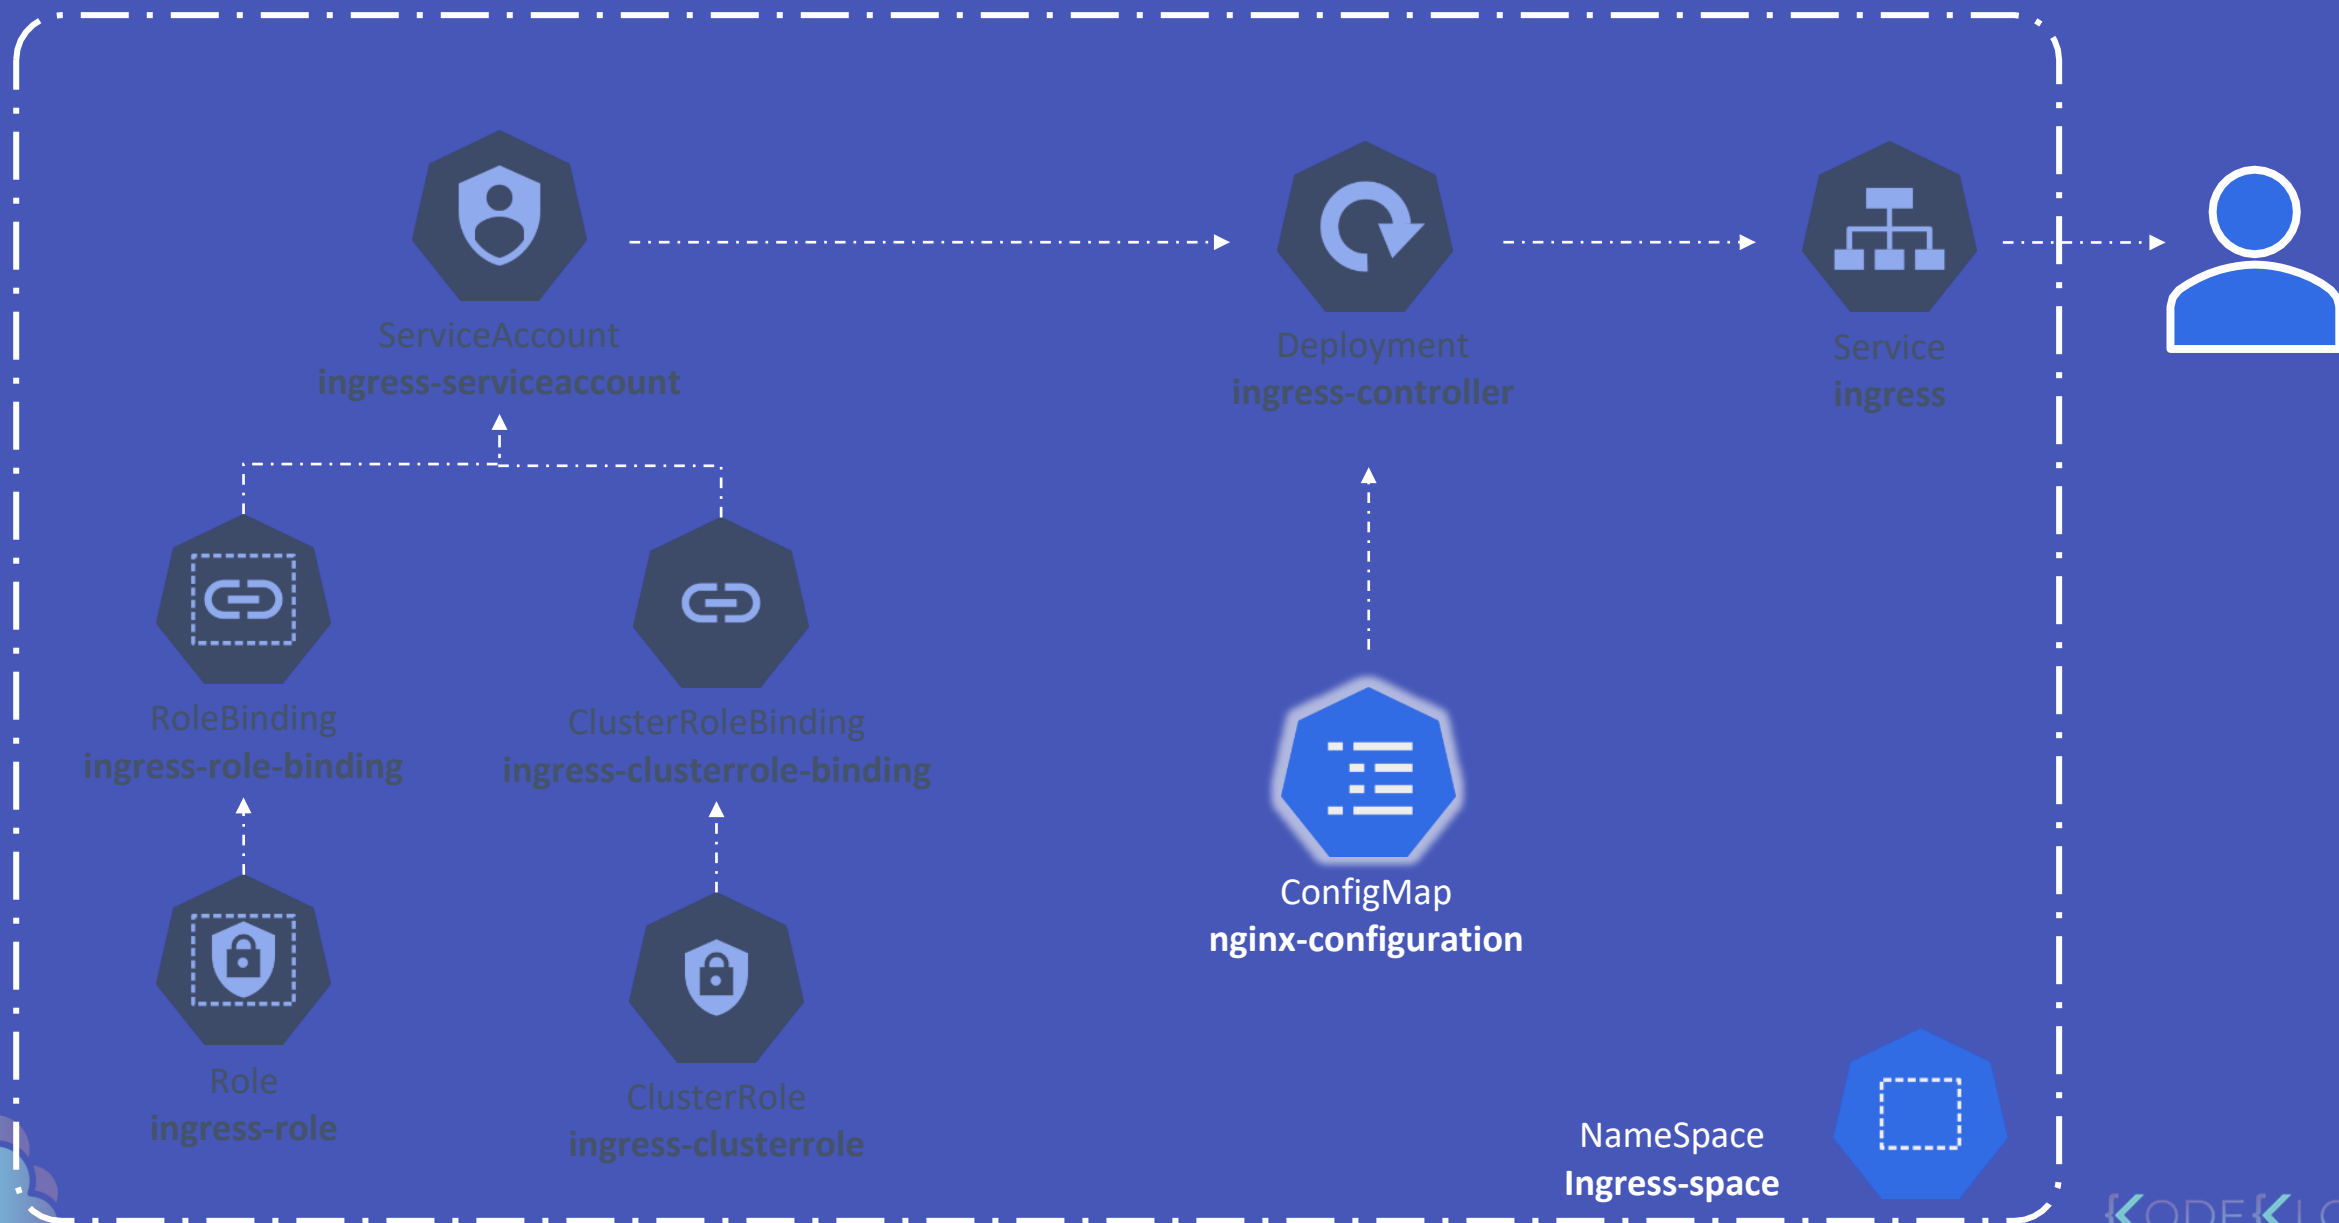 ServiceAccount
ingress-serviceaccount
Deployment
ingress-controller
Service
ingress
RoleBinding
ingress-role-binding
ClusterRoleBinding
ingress-clusterrole-binding
ConfigMap
nginx-configuration
Role
ingress-role
ClusterRole
ingress-clusterrole
NameSpace
Ingress-space